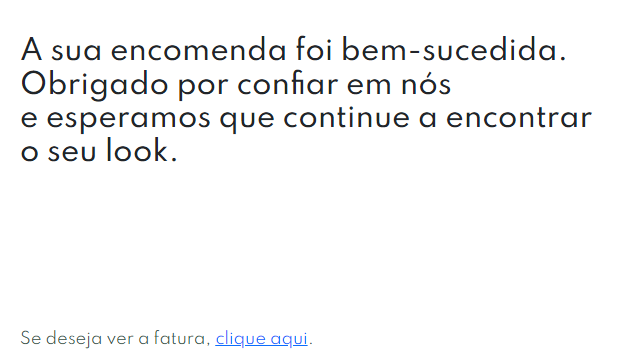 A sua encomenda foi bem-sucedida.
Obrigado por confiar em nós
e esperamos que continue a encontrar
o seu look.
Se deseja ver a fatura, clique aqui.